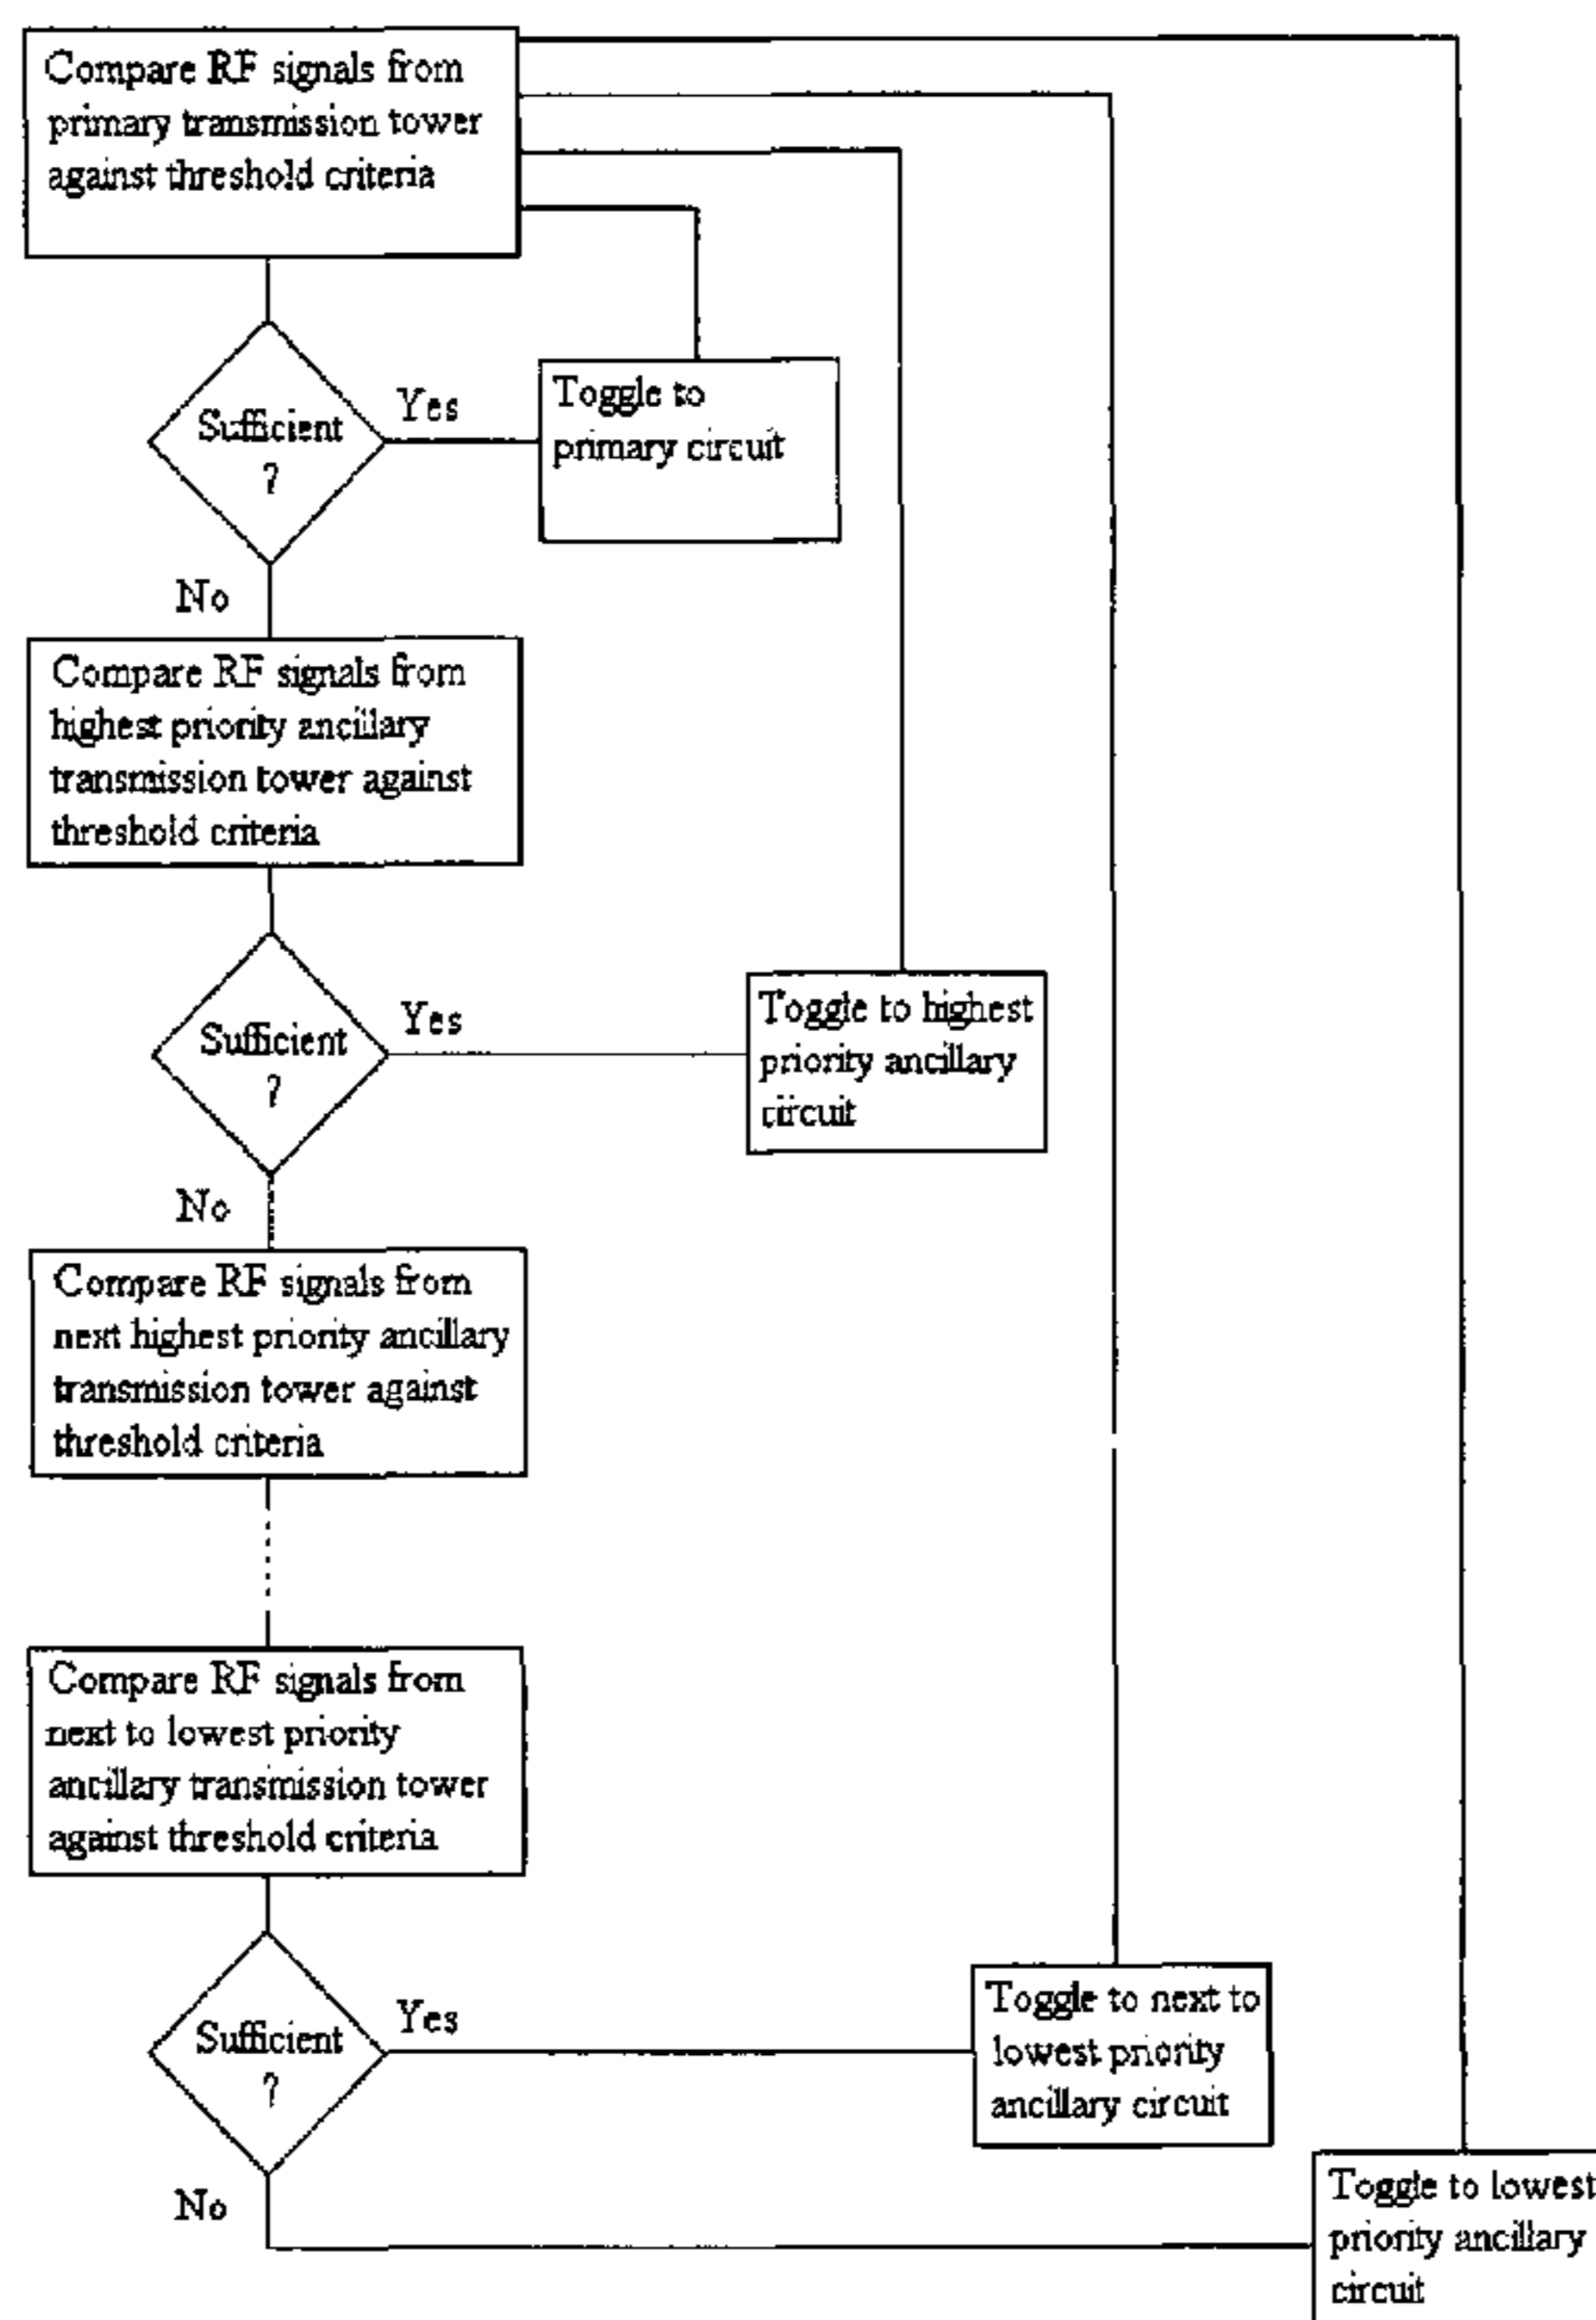 Compare RF signals from
primary transmission tower
against threshold criteria
Sufficient
?
Yes
Toggle to
primary circuit
No
Compare RF signals from
highest priority ancillary
transmission tower against
threshold criteria
Sufficient
?
Yes
Toggle to highest
priority ancillary
circuit
No
Compare RF signals from
next highest priority ancillary
transmission tower against
threshold criteria
Compare RF signals from
next to lowest priority
ancillary transmission tower
against threshold criteria
Sufficient
?
Yes
Toggle to next to
lowest priority
ancillary circuit
No
Toggle to lowest
priority ancillary
circuit